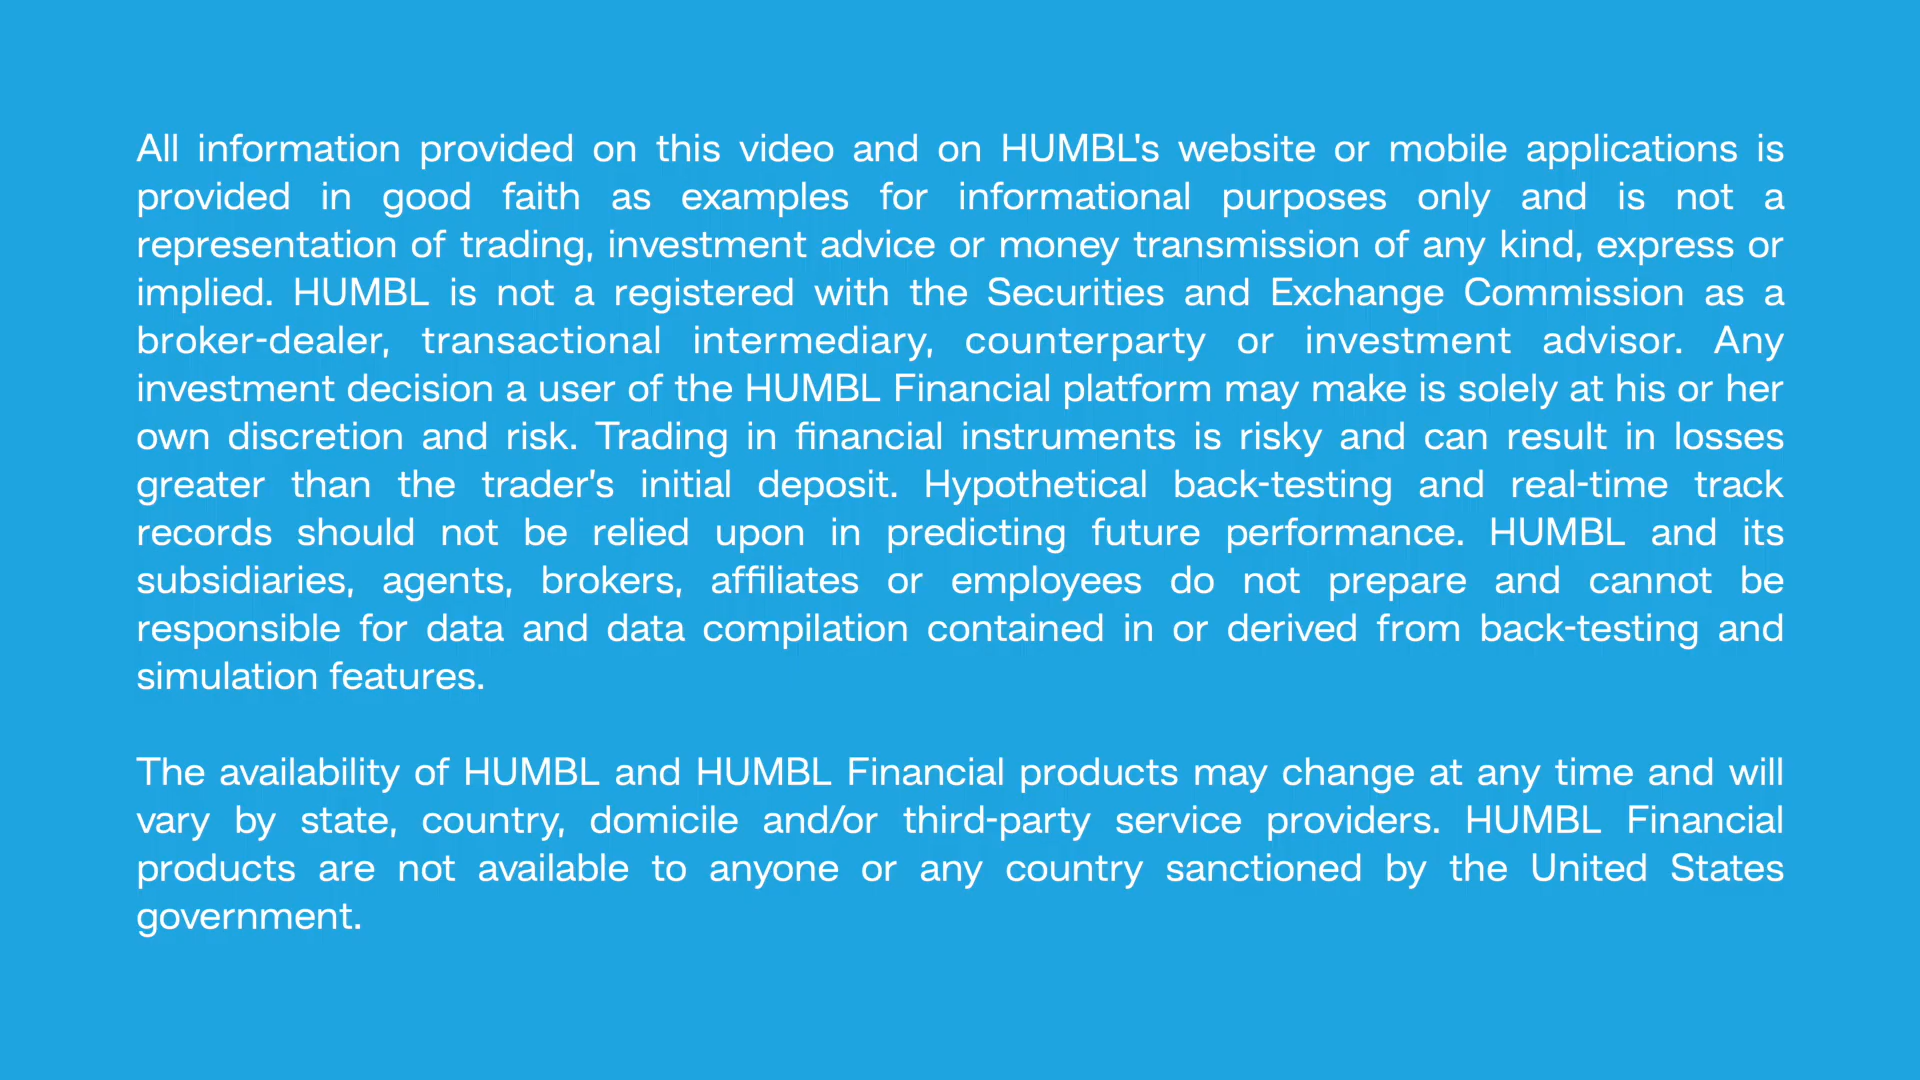 All information provided on this video and on HUMBL's website or mobile applications is
provided in good faith as examples for informational purposes only and is not a
representation of trading, investment advice or money transmission of any kind, express or
implied. HUMBL is not a registered with the Securities and Exchange Commission as a
broker-dealer, transactional intermediary, counterparty or investment advisor. Any
investment decision a user of the HUMBL Financial platform may make is solely at his or her
own discretion and risk. Trading in financial instruments is risky and can result in losses
greater than the trader's initial deposit. Hypothetical back-testing and real-time track
records should not be relied upon in predicting future performance. HUMBL and its
subsidiaries, agents, brokers, affiliates or employees do not prepare and cannot be
responsible for data and data compilation contained in or derived from back-testing and
simulation features.
The availability of HUMBL and HUMBL Financial products may change at any time and will
vary by state, country, domicile and/or third-party service providers. HUMBL Financial
products are not available to anyone or any country sanctioned by the United States
government.